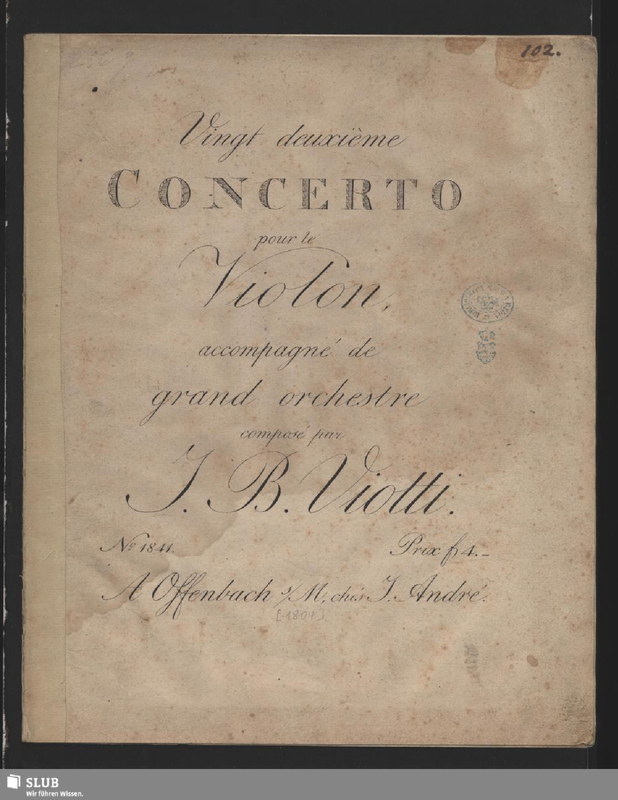 102.
Vingt deuxième
CONCERTO
pour le
Violon,
accompagné de
grand orchestre
composé par
J. B. Viotti.
No 1841. Prix f 4._
A Offenbach s/M, chés J. André.
[1804]
SLUB
Wir führen Wissen.